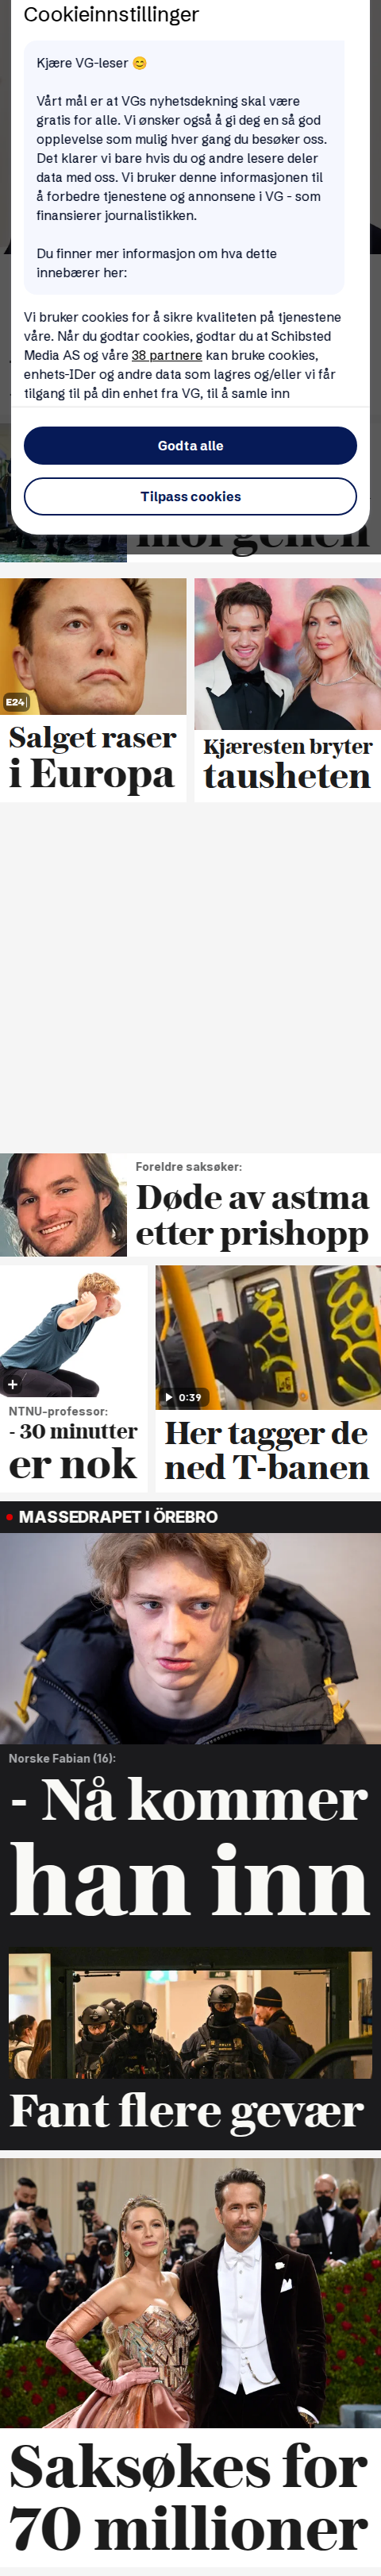 Cookieinnstillinger
Kjære VG-leser 😊
Vårt mål er at VGs nyhetsdekning skal være
gratis for alle. Vi ønsker også å gi deg en så god
opplevelse som mulig hver gang du besøker oss.
Det klarer vi bare hvis du og andre lesere deler
data med oss. Vi bruker denne informasjonen til
å forbedre tjenestene og annonsene i VG - som
finansierer journalistikken.
Du finner mer informasjon om hva dette
innebærer her:
Vi bruker cookies for å sikre kvaliteten på tjenestene
våre. Når du godtar cookies, godtar du at Schibsted
Media AS og våre 38 partnere kan bruke cookies,
enhets-IDer og andre data som lagres og/eller vi får
tilgang til på din enhet fra VG, til å samle inn
Godta alle
Tilpass cookies
morgenen
E24
Salget raser
i Europa
Kjæresten bryter
tausheten
Foreldre saksøker:
Døde av astma
etter prishopp
+
NTNU-professor:
- 30 minutter
er nok
0:39
Her tagger de
ned T-banen
MASSEDRAPET I ÖREBRO
Norske Fabian (16):
- Nå kommer
han inn
Fant flere gevær
Saksøkes for
70 millioner